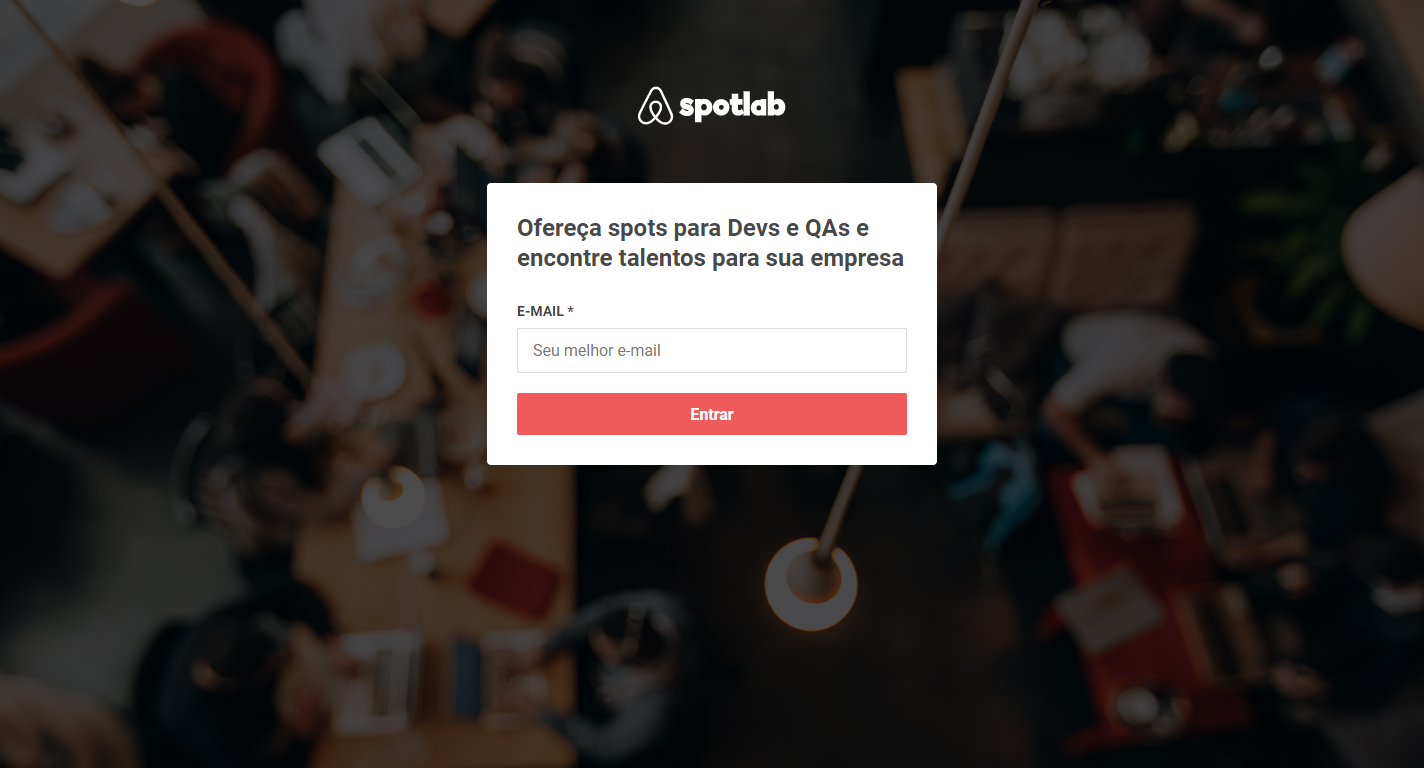 spotlab
Ofereça spots para Devs e QAs e
encontre talentos para sua empresa
E-MAIL *
Seu melhor e-mail
Entrar